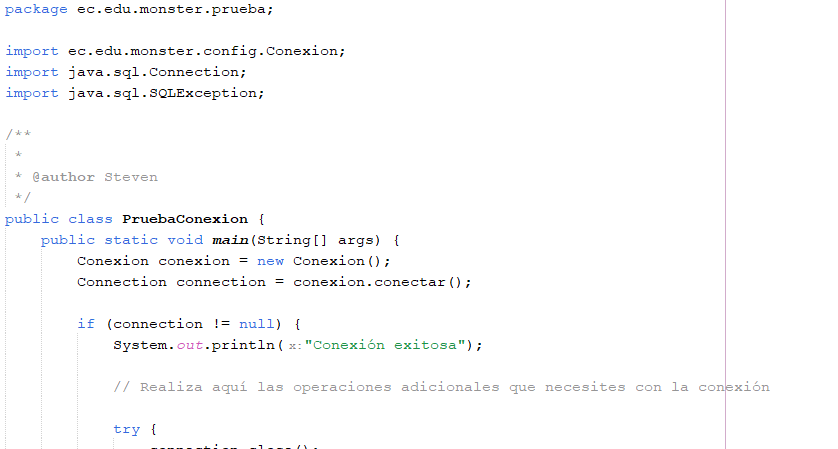 package ec.edu.monster.prueba;
import ec.edu.monster.config.Conexion;
import java.sql.Connection;
import java.sql.SQLException;
/**
*
* @author Steven
*/
public class PruebaConexion {
public static void main(String[] args) {
Conexion conexion = new Conexion();
Connection connection = conexion.conectar();
if (connection != null) {
System.out.println( x: "Conexión exitosa");
// Realiza aquí las operaciones adicionales que necesites con la conexión
try {
connection.close();